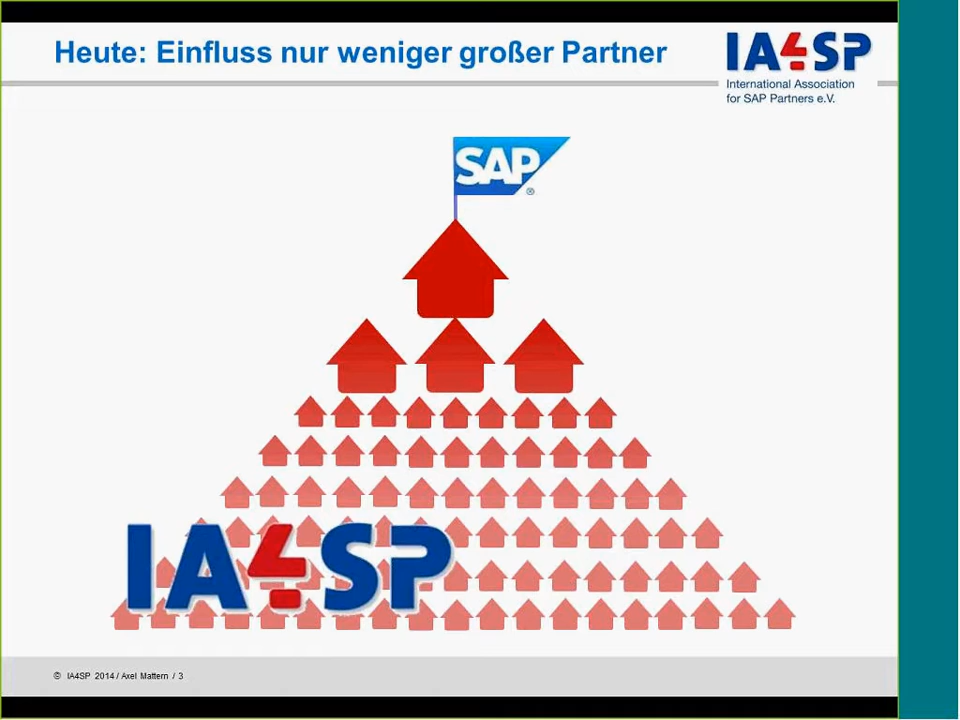 Heute: Einfluss nur weniger großer Partner
IA4SP
International Association
for SAP Partners e.V.
SAP
®
IA4SP
© IA4SP 2014 / Axel Mattern / 3